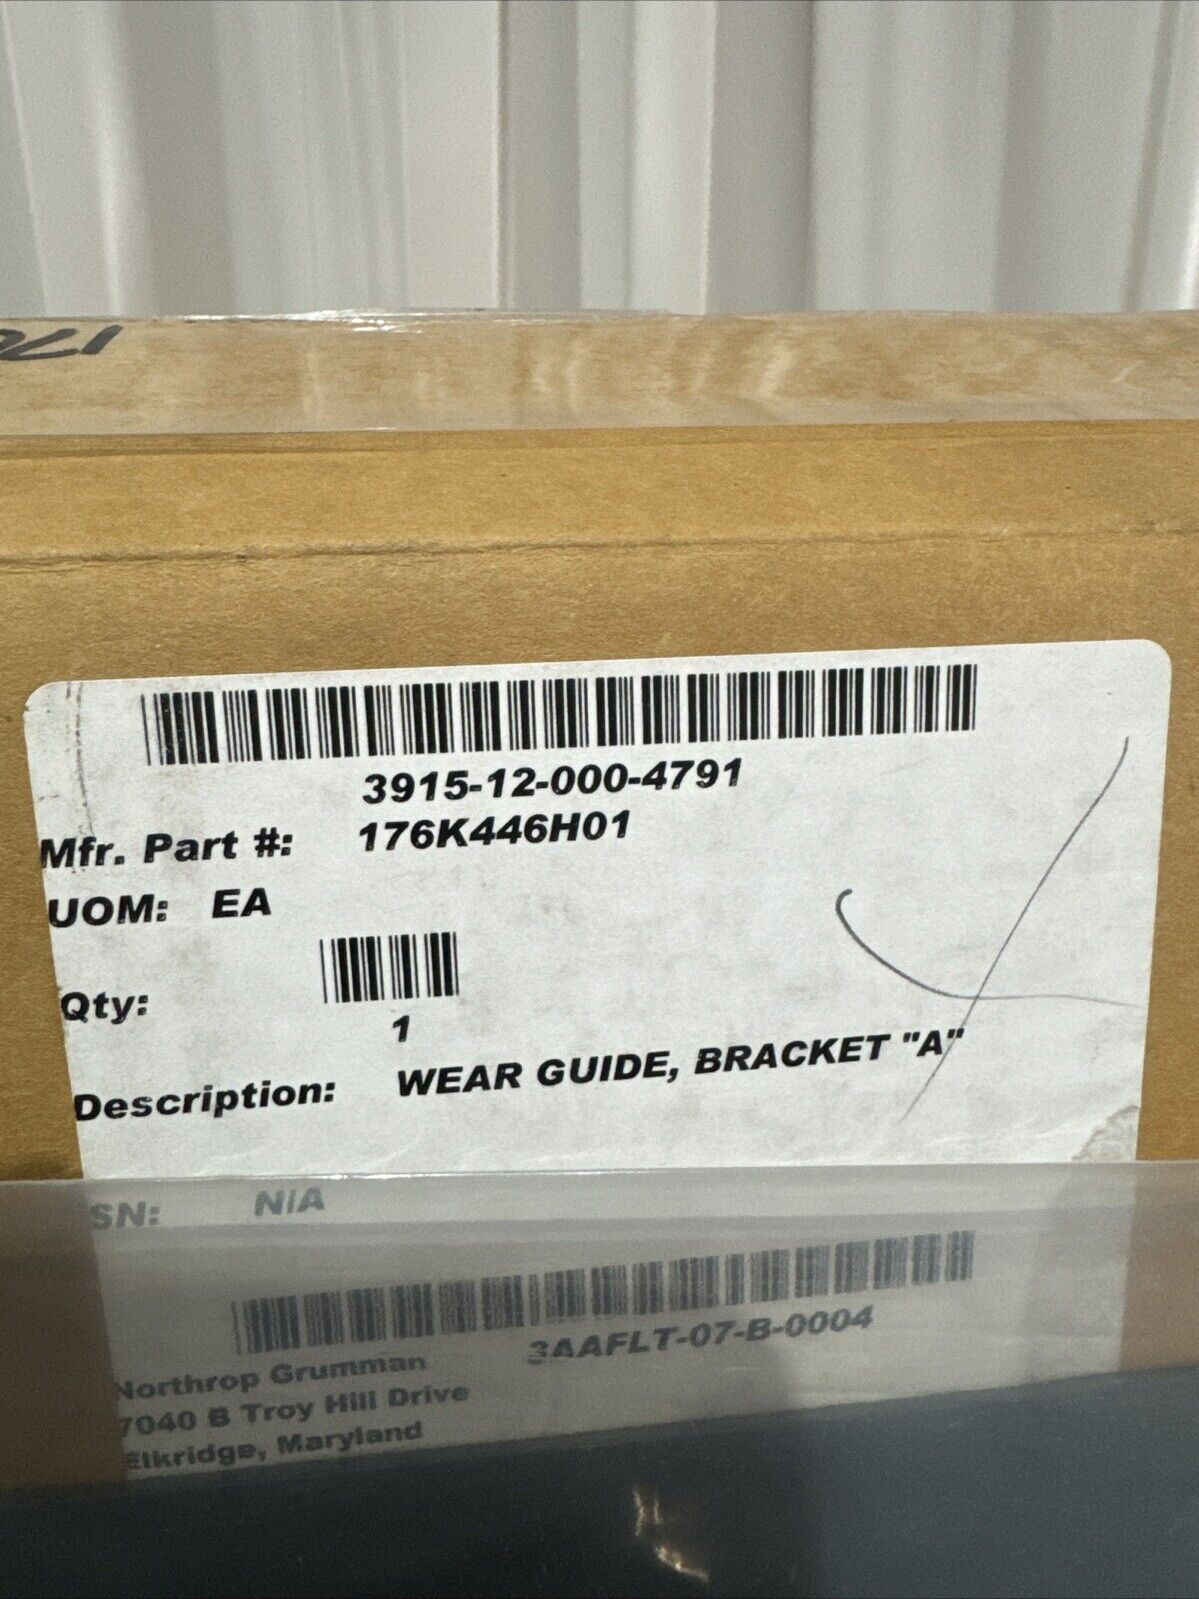 3915-12-000-4791
Mfr. Part #: 176K446H01
UOM: EA
Qty:
1
Description: WEAR GUIDE, BRACKET "A"
SN: N/A
3AAFLT-07-B-0004
Northrop Grumman
7040 B Troy Hill Drive
Elkridge, Maryland